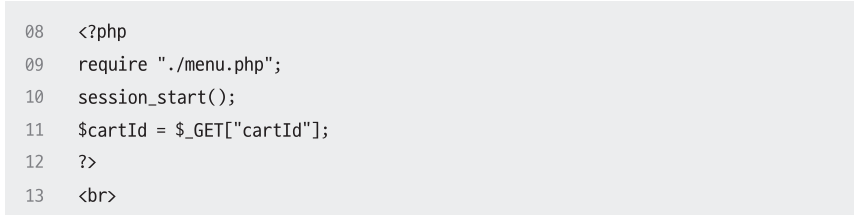 08 <?php
09 require "./menu.php";
10 session_start();
11 $cartId = $_GET["cartId"];
12 ?>
13 <br>